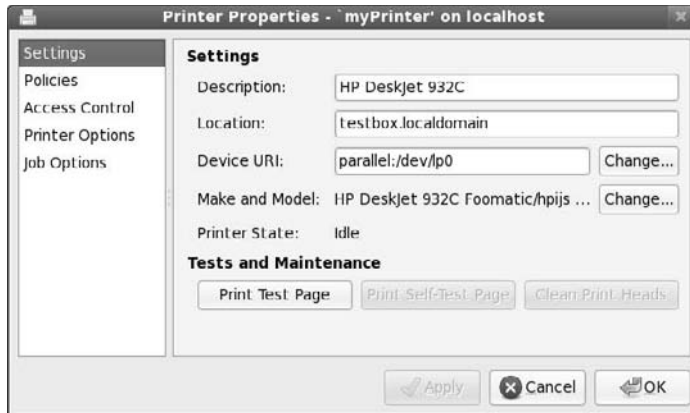 Printer Properties - `myPrinter' on localhost
Settings
Policies
Access Control
Printer Options
Job Options
Settings
Description: HP DeskJet 932C
Location: testbox.localdomain
Device URI: parallel:/dev/lp0 Change...
Make and Model: HP DeskJet 932C Foomatic/hpijs ... Change...
Printer State: Idle
Tests and Maintenance
Print Test Page Print Self-Test Page Clean Print Heads
Apply Cancel OK